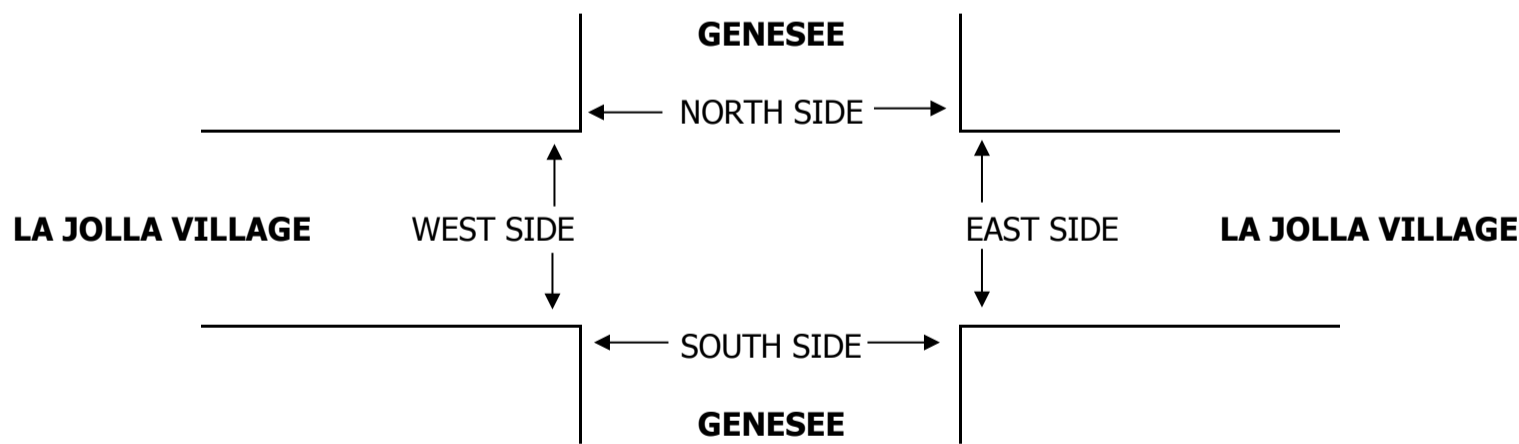 GENESEE
NORTH SIDE
LA JOLLA VILLAGE WEST SIDE EAST SIDE LA JOLLA VILLAGE
SOUTH SIDE
GENESEE